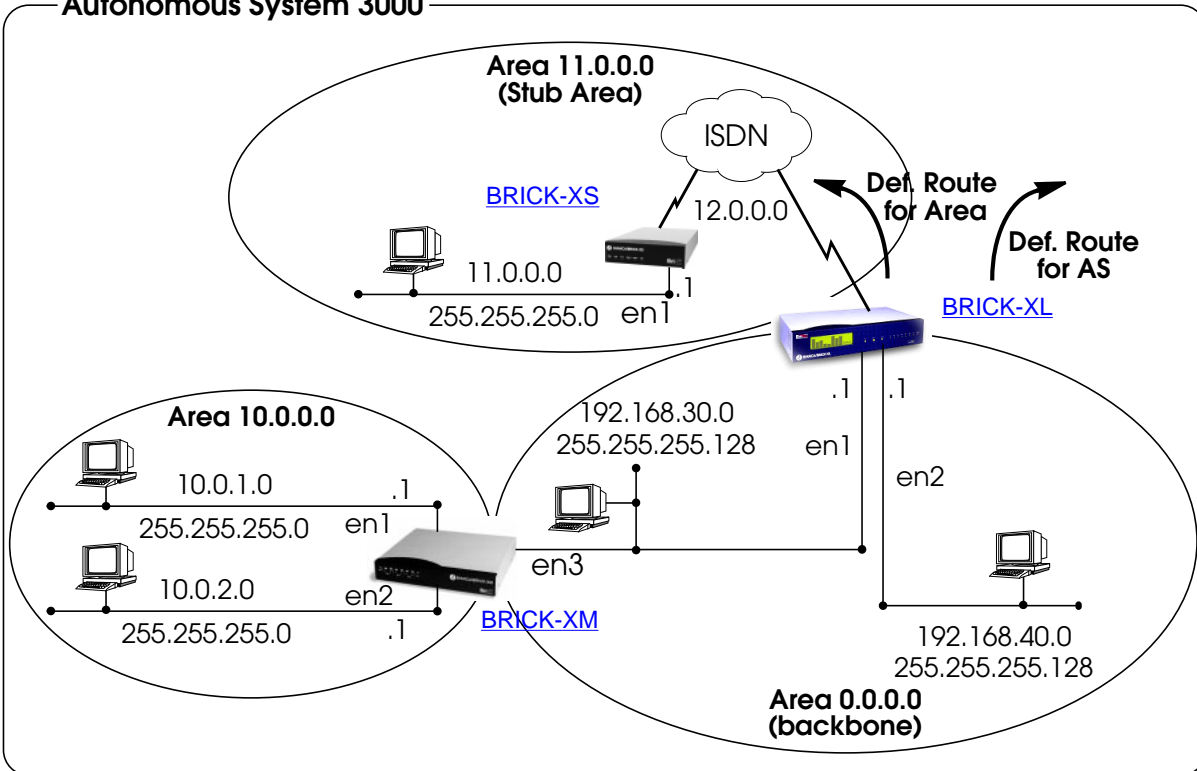 Autonomous System 3000
Area 11.0.0.0
(Stub Area)
ISDN
BRICK-XS
12.0.0.0
Def. Route
for Area
Def. Route
for AS
11.0.0.0
.1
255.255.255.0
en1
BRICK-XL
Area 10.0.0.0
192.168.30.0
255.255.255.128
.1
.1
en1
en2
10.0.1.0
.1
255.255.255.0
en1
en3
10.0.2.0
en2
255.255.255.0
.1
BRICK-XM
192.168.40.0
255.255.255.128
Area 0.0.0.0
(backbone)